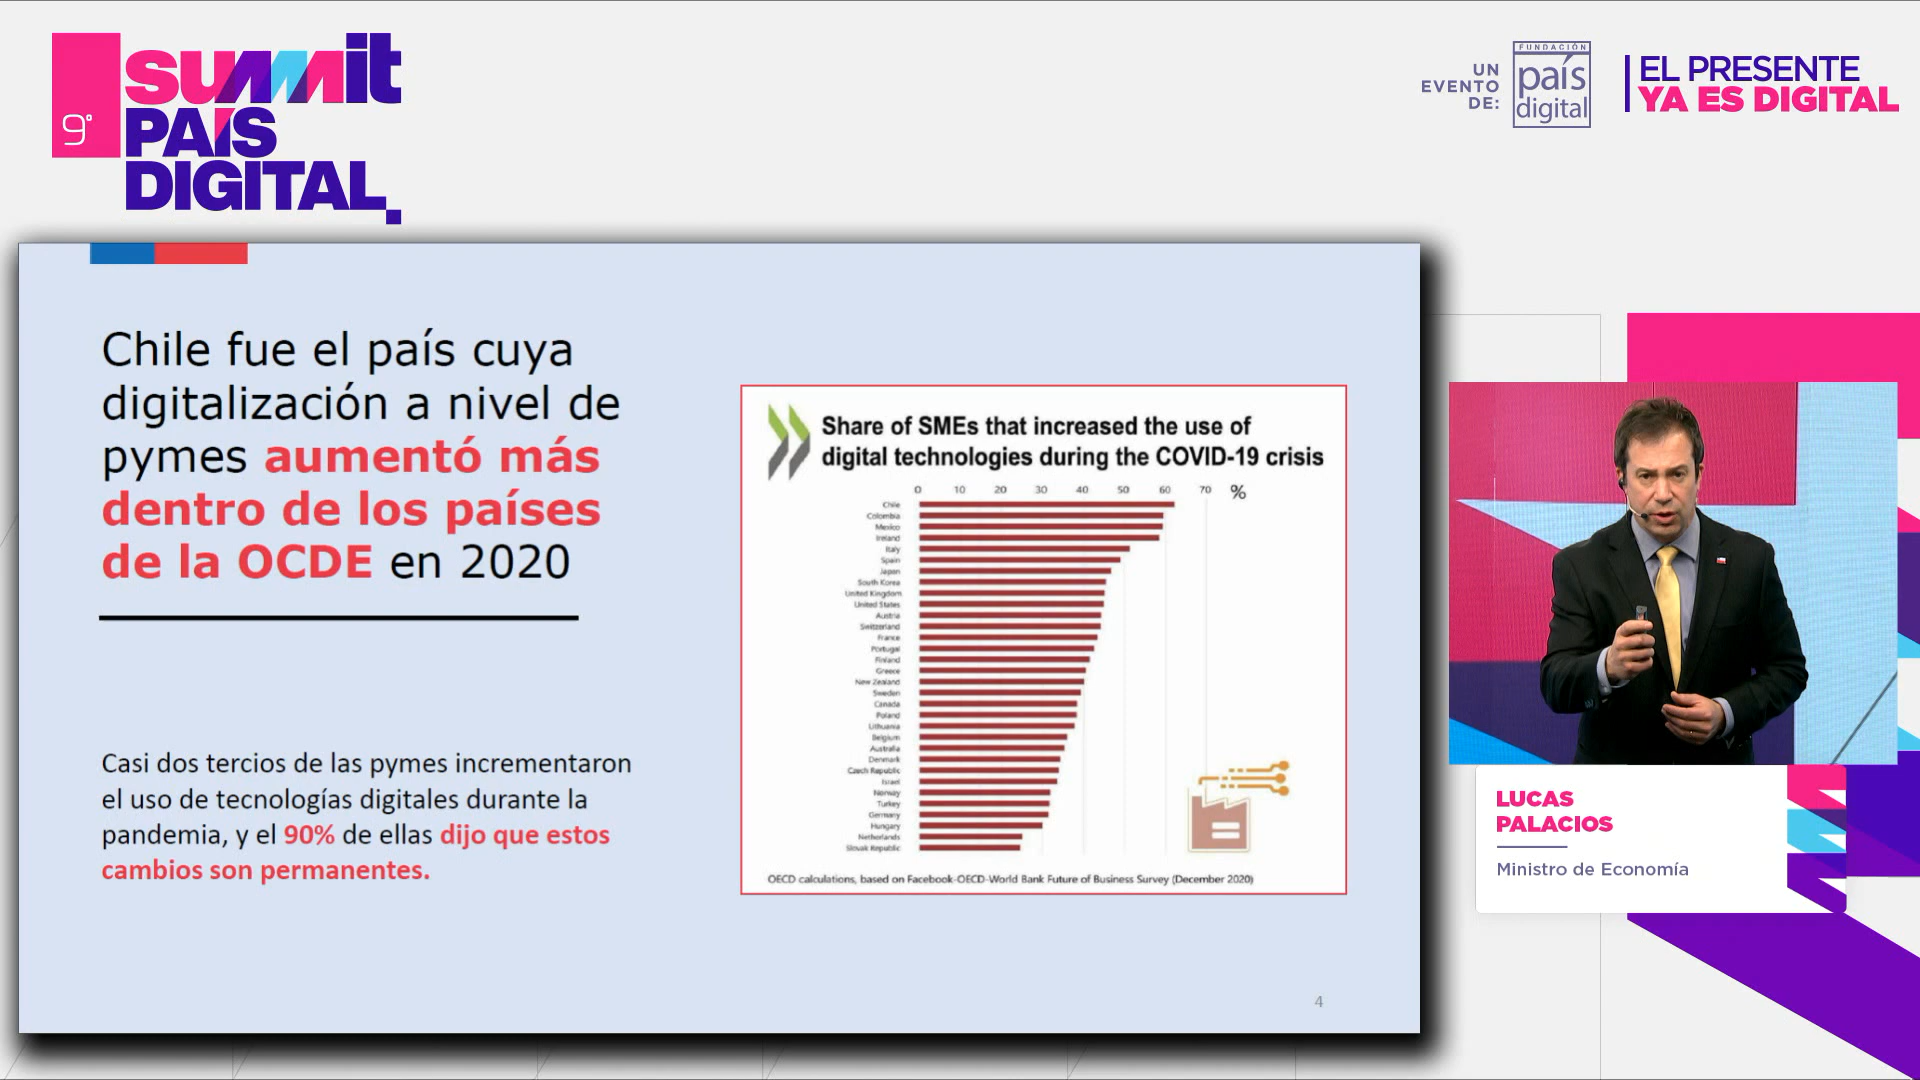 9°
summit
PAÍS
DIGITAL.
UN
EVENTO
DE:
FUNDACIÓN
país
digital
EL PRESENTE
YA ES DIGITAL
Chile fue el país cuya
digitalización a nivel de
pymes aumentó más
dentro de los países
de la OCDE en 2020
Casi dos tercios de las pymes incrementaron
el uso de tecnologías digitales durante la
pandemia, y el 90% de ellas dijo que estos
cambios son permanentes.
Share of SMEs that increased the use of
digital technologies during the COVID-19 crisis
0 10 20 30 40 50 60 70 %
Chile
Colombia
Mexico
Ireland
Italy
Spain
Japan
South Korea
United Kingdom
United States
Austria
Switzerland
France
Portugal
Finland
Greece
New Zealand
Sweden
Canada
Poland
Lithuania
Belgium
Australia
Denmark
Czech Republic
Israel
Norway
Turkey
Germany
Hungary
Netherlands
Slovak Republic
OECD calculations, based on Facebook-OECD-World Bank Future of Business Survey (December 2020)
4
LUCAS
PALACIOS
Ministro de Economía